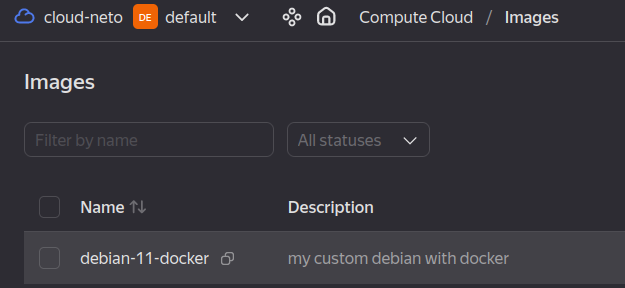 cloud-neto DE default Compute Cloud / Images
Images
Filter by name All statuses
Name Description
debian-11-docker my custom debian with docker